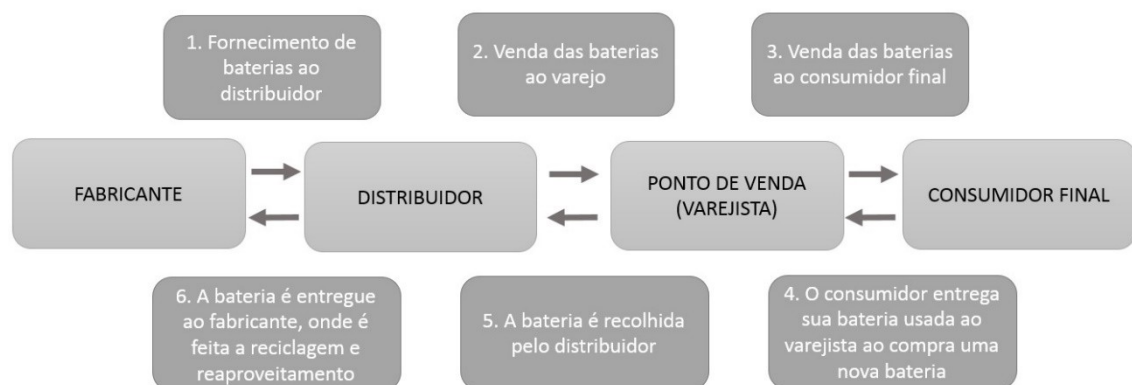 1. Fornecimento de
baterias ao
distribuidor
2. Venda das baterias
ao varejo
3. Venda das baterias
ao consumidor final
FABRICANTE
DISTRIBUIDOR
PONTO DE VENDA
(VAREJISTA)
CONSUMIDOR FINAL
6. A bateria é entregue
ao fabricante, onde é
feita a reciclagem e
reaproveitamento
5. A bateria é recolhida
pelo distribuidor
4. O consumidor entrega
sua bateria usada ao
varejista ao compra uma
nova bateria